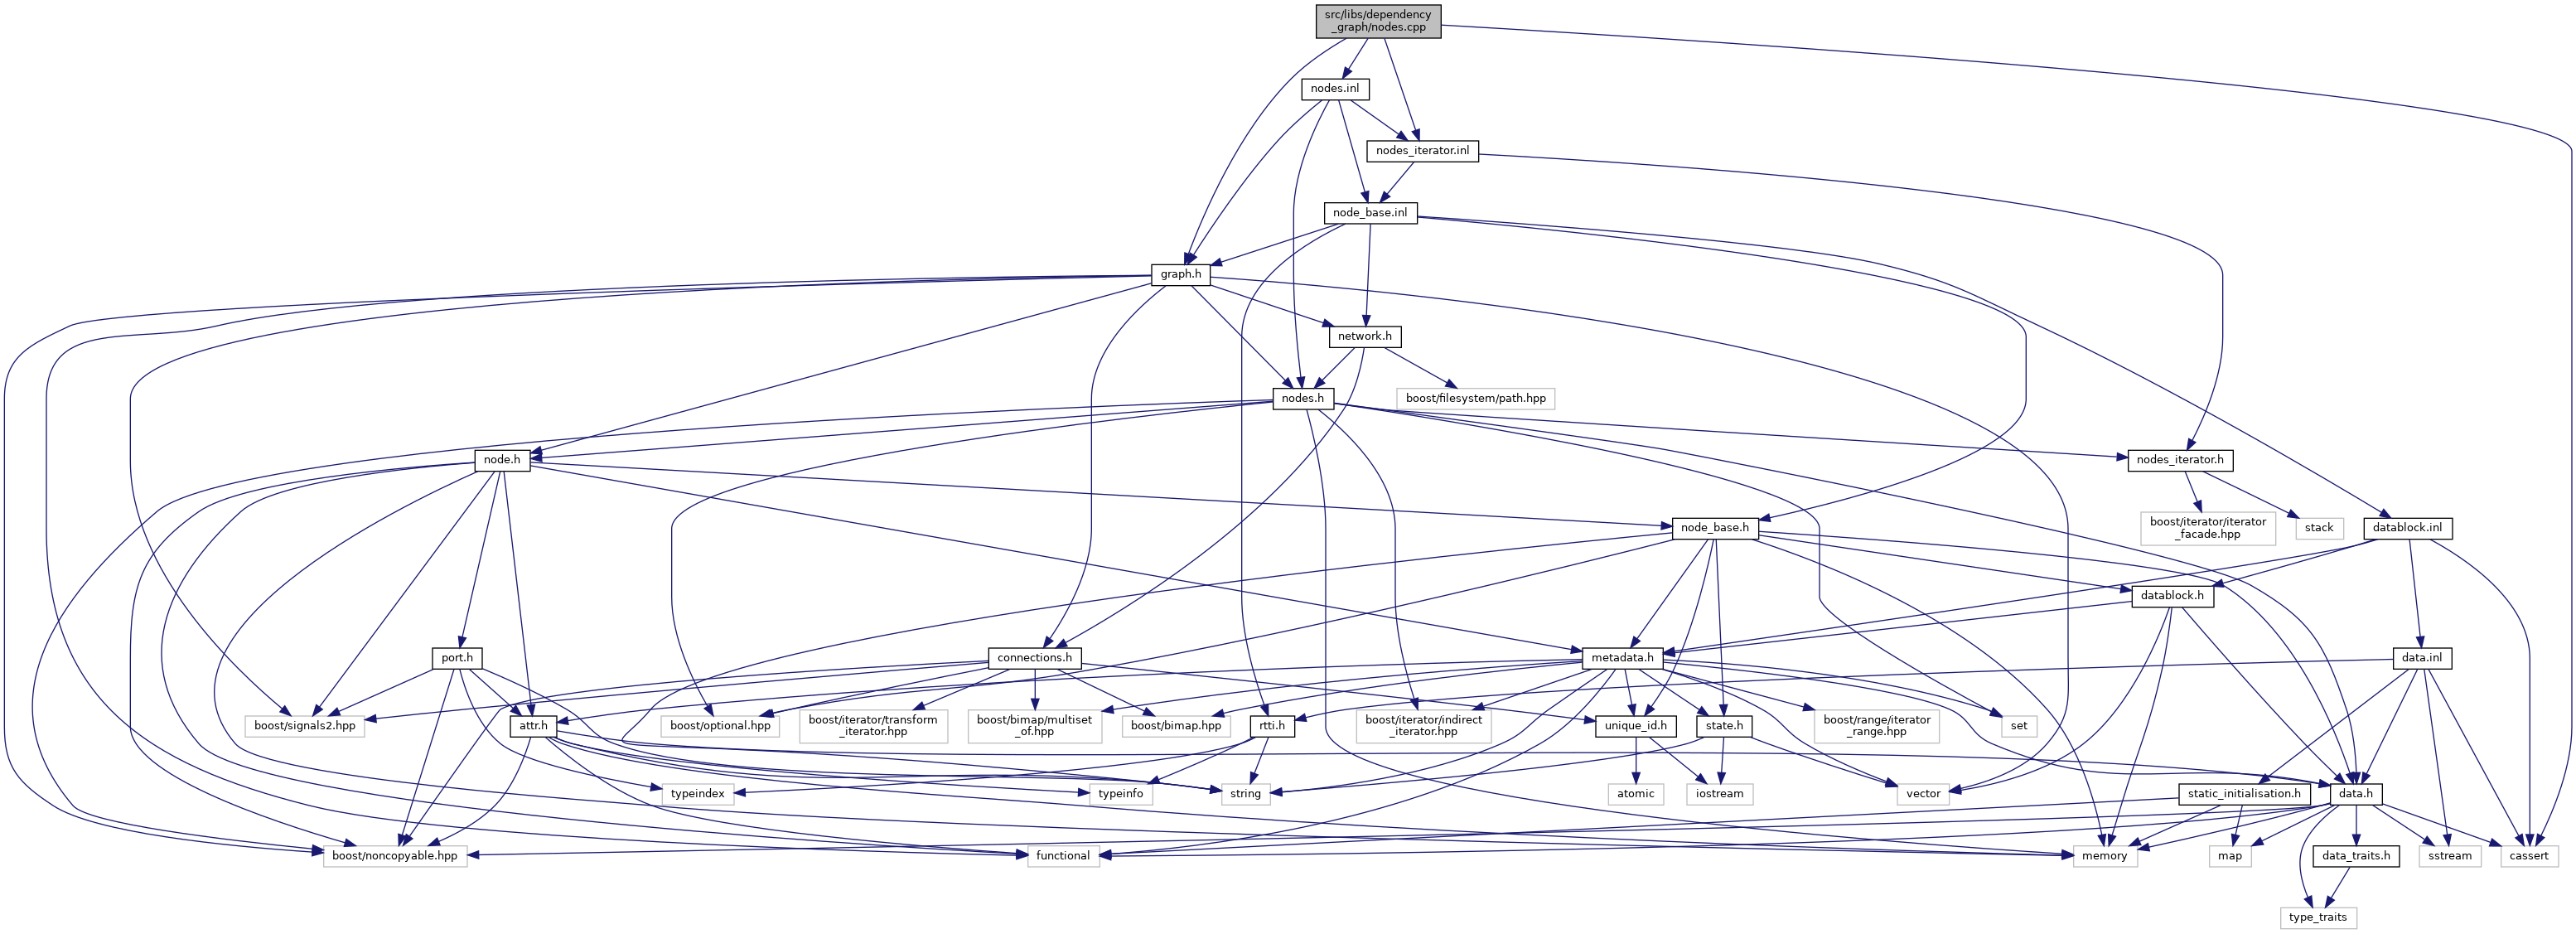 src/libs/dependency
_graph/nodes.cpp
nodes.inl
nodes_iterator.inl
node_base.inl
graph.h
network.h
nodes.h
boost/filesystem/path.hpp
node.h
nodes_iterator.h
node_base.h
boost/iterator/iterator
_facade.hpp
stack
datablock.inl
datablock.h
port.h
connections.h
metadata.h
data.inl
boost/signals2.hpp
attr.h
boost/optional.hpp
boost/iterator/transform
_iterator.hpp
boost/bimap/multiset
_of.hpp
boost/bimap.hpp
rtti.h
boost/iterator/indirect
_iterator.hpp
unique_id.h
state.h
boost/range/iterator
_range.hpp
set
typeindex
typeinfo
string
atomic
iostream
vector
static_initialisation.h
data.h
boost/noncopyable.hpp
functional
memory
map
data_traits.h
sstream
cassert
type_traits